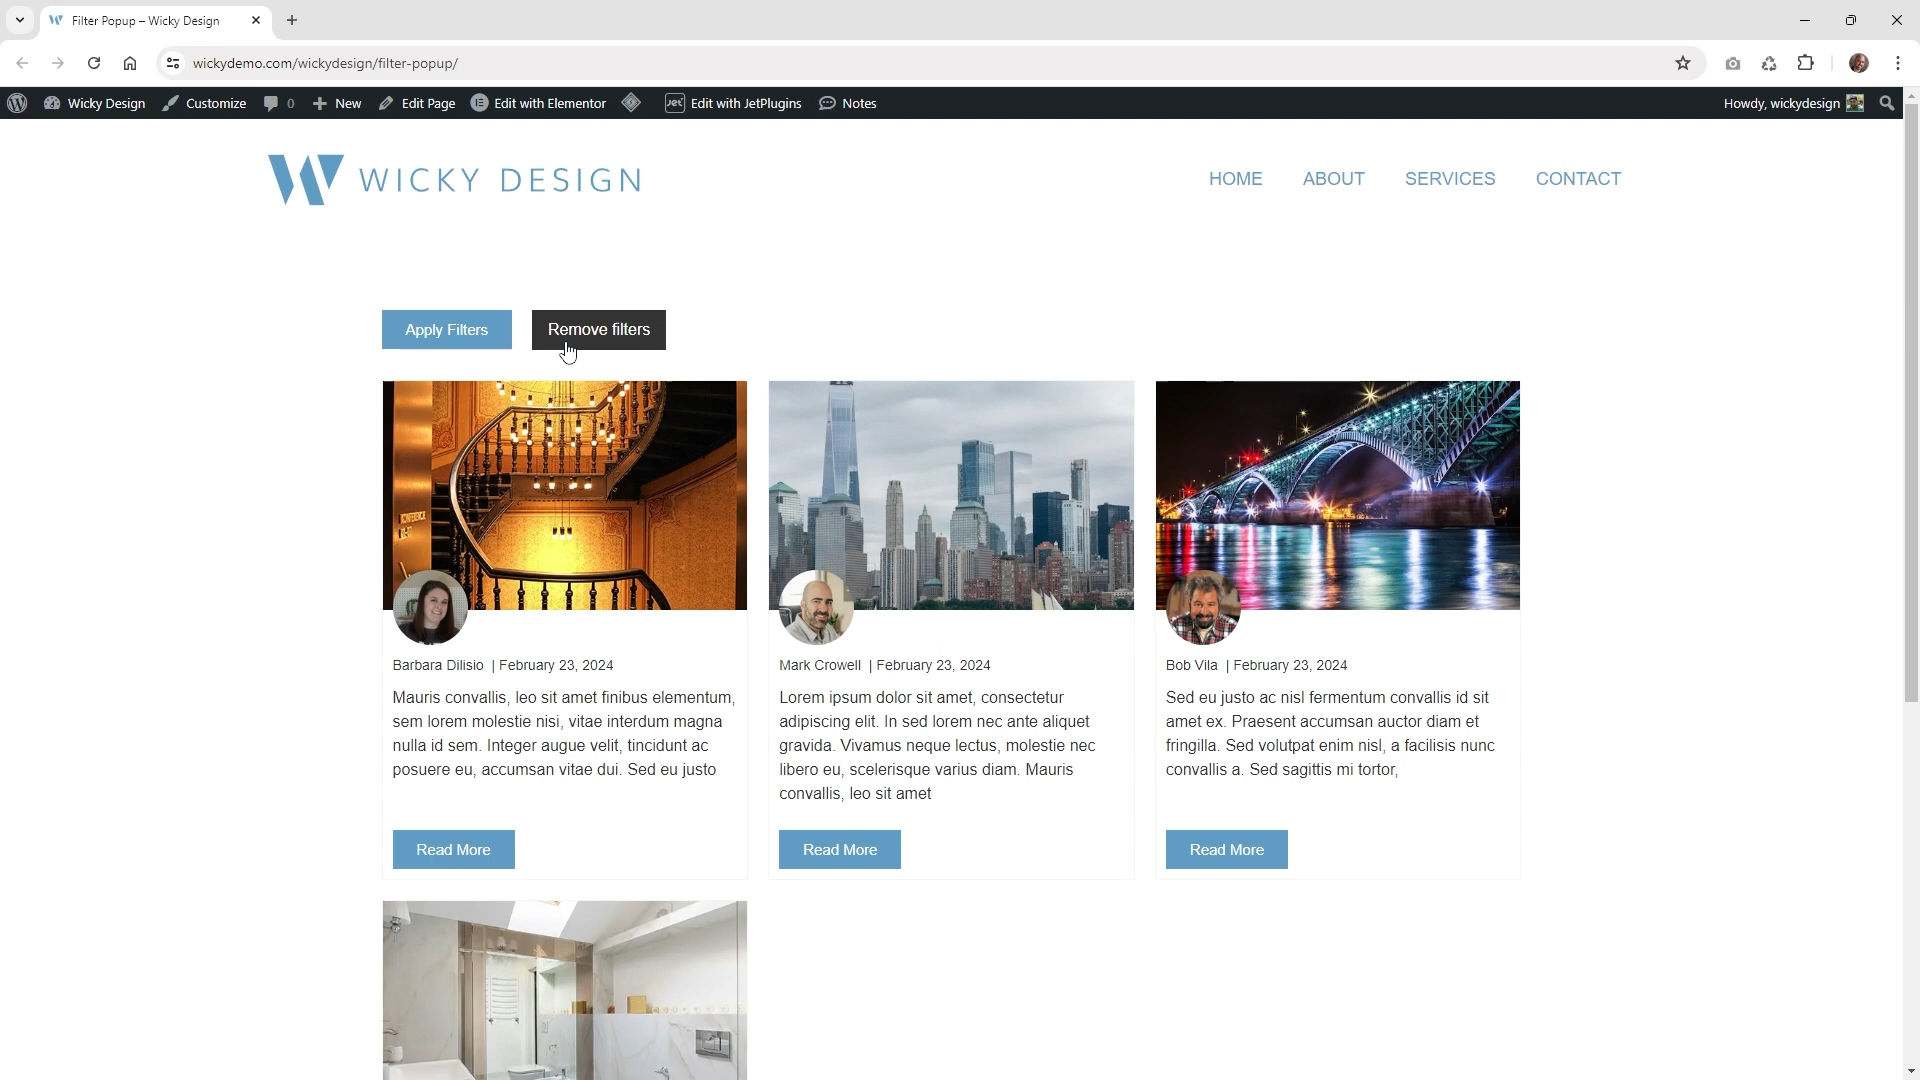 Filter Popup – Wicky Design
wickydemo.com/wickydesign/filter-popup/
Wicky Design Customize 0 New Edit Page Edit with Elementor Jet Edit with JetPlugins Notes Howdy, wickydesign
WICKY DESIGN
HOME ABOUT SERVICES CONTACT
Apply Filters Remove filters
Barbara Dilisio | February 23, 2024
Mauris convallis, leo sit amet finibus elementum,
sem lorem molestie nisi, vitae interdum magna
nulla id sem. Integer augue velit, tincidunt ac
posuere eu, accumsan vitae dui. Sed eu justo
Read More
Mark Crowell | February 23, 2024
Lorem ipsum dolor sit amet, consectetur
adipiscing elit. In sed lorem nec ante aliquet
gravida. Vivamus neque lectus, molestie nec
libero eu, scelerisque varius diam. Mauris
convallis, leo sit amet
Read More
Bob Vila | February 23, 2024
Sed eu justo ac nisl fermentum convallis id sit
amet ex. Praesent accumsan auctor diam et
fringilla. Sed volutpat enim nisl, a facilisis nunc
convallis a. Sed sagittis mi tortor,
Read More